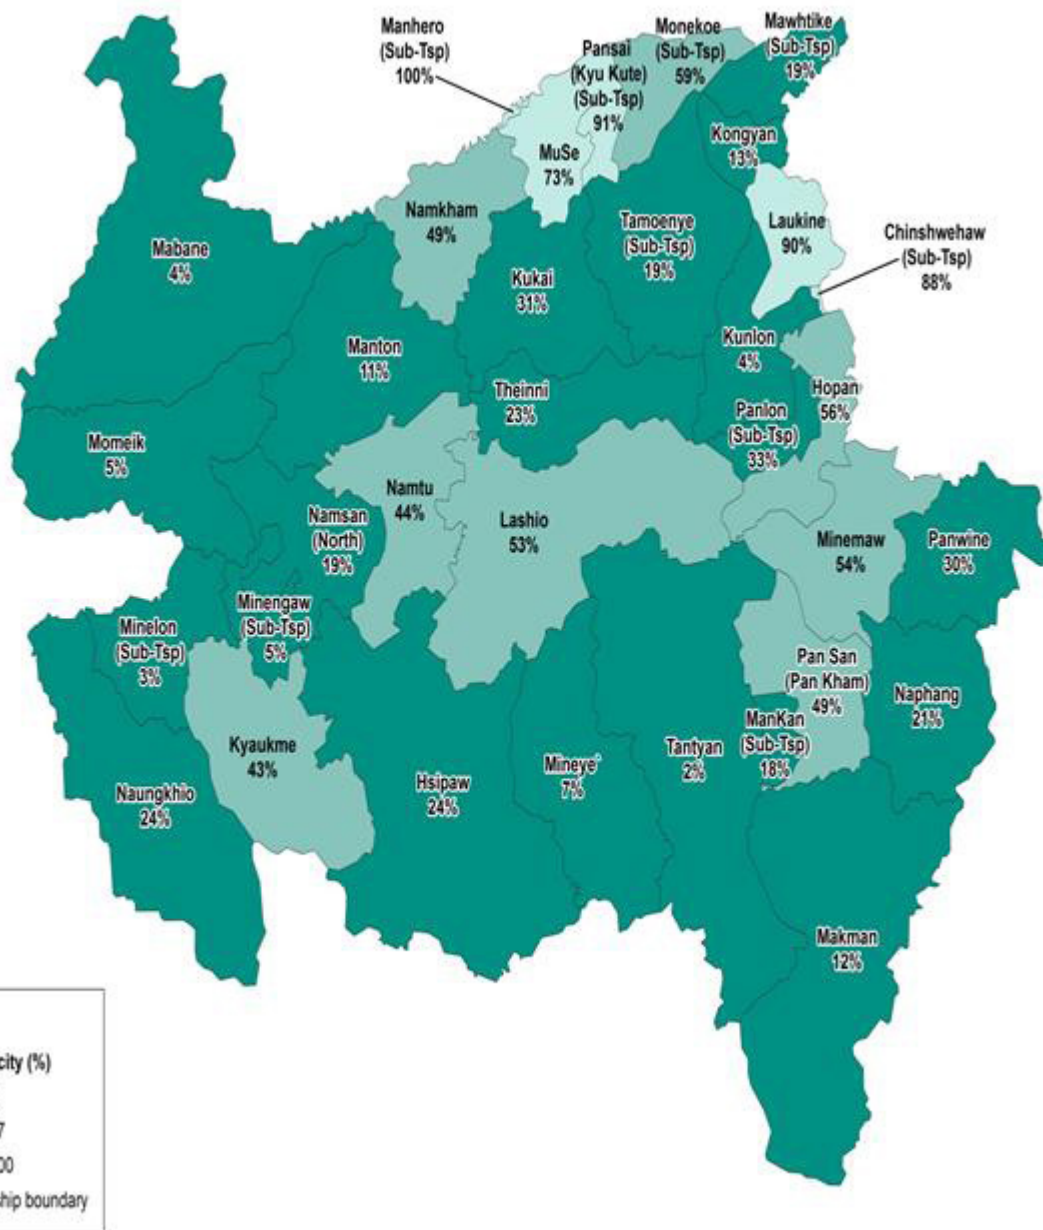 Manhero
(Sub-Tsp)
100%
Pansai
(Kyu Kute)
(Sub-Tsp)
91%
Monekoe
(Sub-Tsp)
59%
Mawhtike
(Sub-Tsp)
19%
Kongyan
13%
MuSe
73%
Namkham
49%
Laukine
90%
Chinshwehaw
(Sub-Tsp)
88%
Tamoenye
(Sub-Tsp)
19%
Mabane
4%
Kukai
31%
Manton
11%
Kunlon
4%
Theinni
23%
Hopan
56%
Panlon
(Sub-Tsp)
33%
Momeik
5%
Namtu
44%
Namsan
(North)
19%
Lashio
53%
Minemaw
54%
Panwine
30%
Minengaw
(Sub-Tsp)
5%
Minelon
(Sub-Tsp)
3%
Pan San
(Pan Kham)
49%
Naphang
21%
ManKan
(Sub-Tsp)
18%
Kyaukme
43%
Tantyan
2%
Mineye'
7%
Hsipaw
24%
Naungkhio
24%
Makman
12%
city (%)
7
00
ship boundary